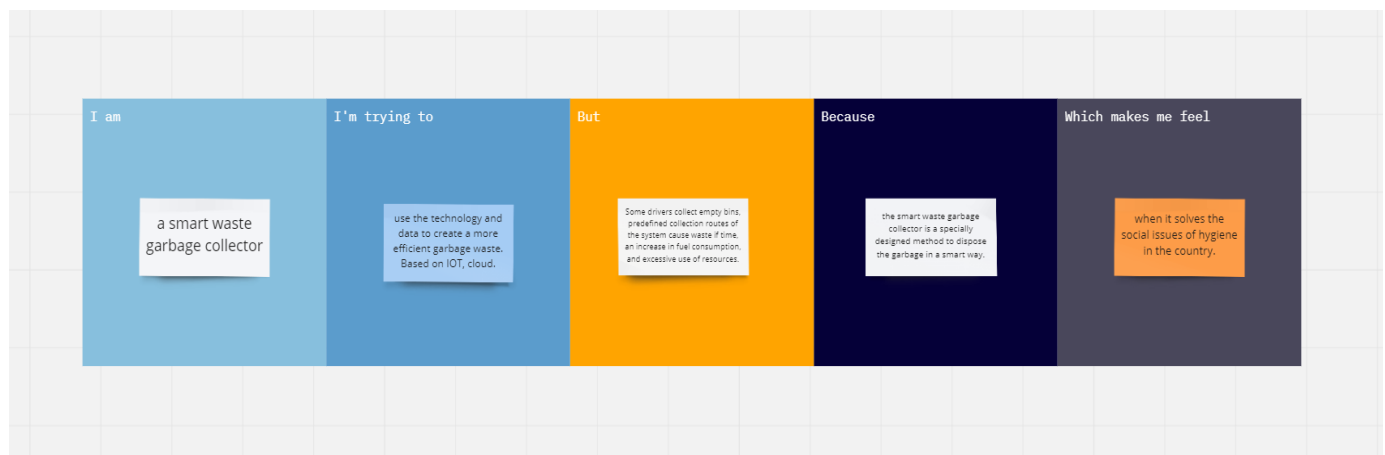 I am
a smart waste
garbage collector
I'm trying to
use the technology and
data to create a more
efficient garbage waste.
Based on IOT, cloud.
But
Some drivers collect empty bins,
predefined collection routes of
the system cause waste if time,
an increase in fuel consumption,
and excessive use of resources.
Because
the smart waste garbage
collector is a specially
designed method to dispose
the garbage in a smart way.
Which makes me feel
when it solves the
social issues of hygiene
in the country.